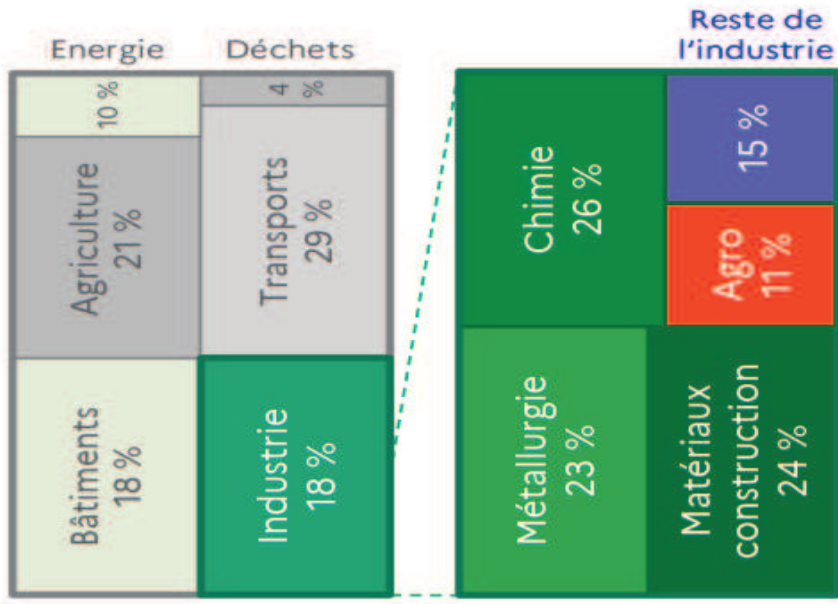 Energie
Déchets
Reste de
l'industrie
10 %
4
%
Agriculture
21 %
Transports
29 %
Bâtiments
18 %
Industrie
18 %
Chimie
26 %
15 %
Agro
11 %
Métallurgie
23 %
Matériaux
construction
24 %